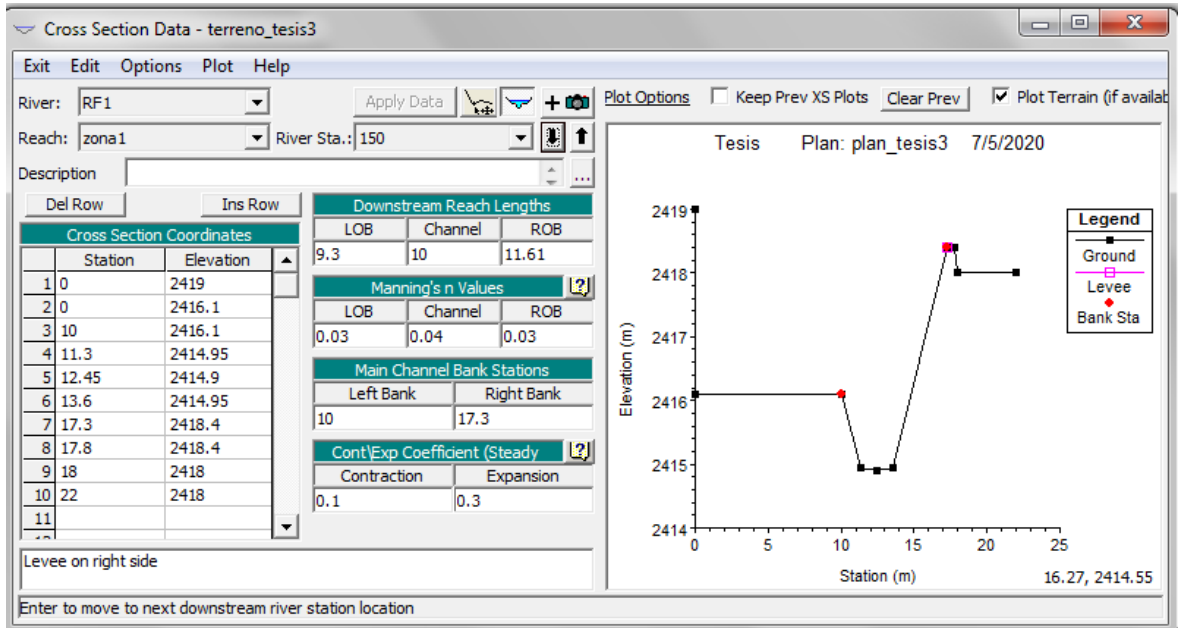 Cross Section Data - terreno_tesis3
Exit Edit Options Plot Help
River: RF1 Apply Data
Reach: zona1 River Sta.: 150
Description ...
Del Row Ins Row
Cross Section Coordinates
Station Elevation
1 0 2419
2 0 2416.1
3 10 2416.1
4 11.3 2414.95
5 12.45 2414.9
6 13.6 2414.95
7 17.3 2418.4
8 17.8 2418.4
9 18 2418
10 22 2418
11
Downstream Reach Lengths
LOB Channel ROB
9.3 10 11.61
Manning's n Values ?
LOB Channel ROB
0.03 0.04 0.03
Main Channel Bank Stations
Left Bank Right Bank
10 17.3
Cont\Exp Coefficient (Steady ?
Contraction Expansion
0.1 0.3
Levee on right side
Enter to move to next downstream river station location
Plot Options Keep Prev XS Plots Clear Prev Plot Terrain (if availab
Tesis Plan: plan_tesis3 7/5/2020
Elevation (m)
2419
2418
2417
2416
2415
2414
0 5 10 15 20 25
Station (m)
16.27, 2414.55
Legend
Ground
Levee
Bank Sta